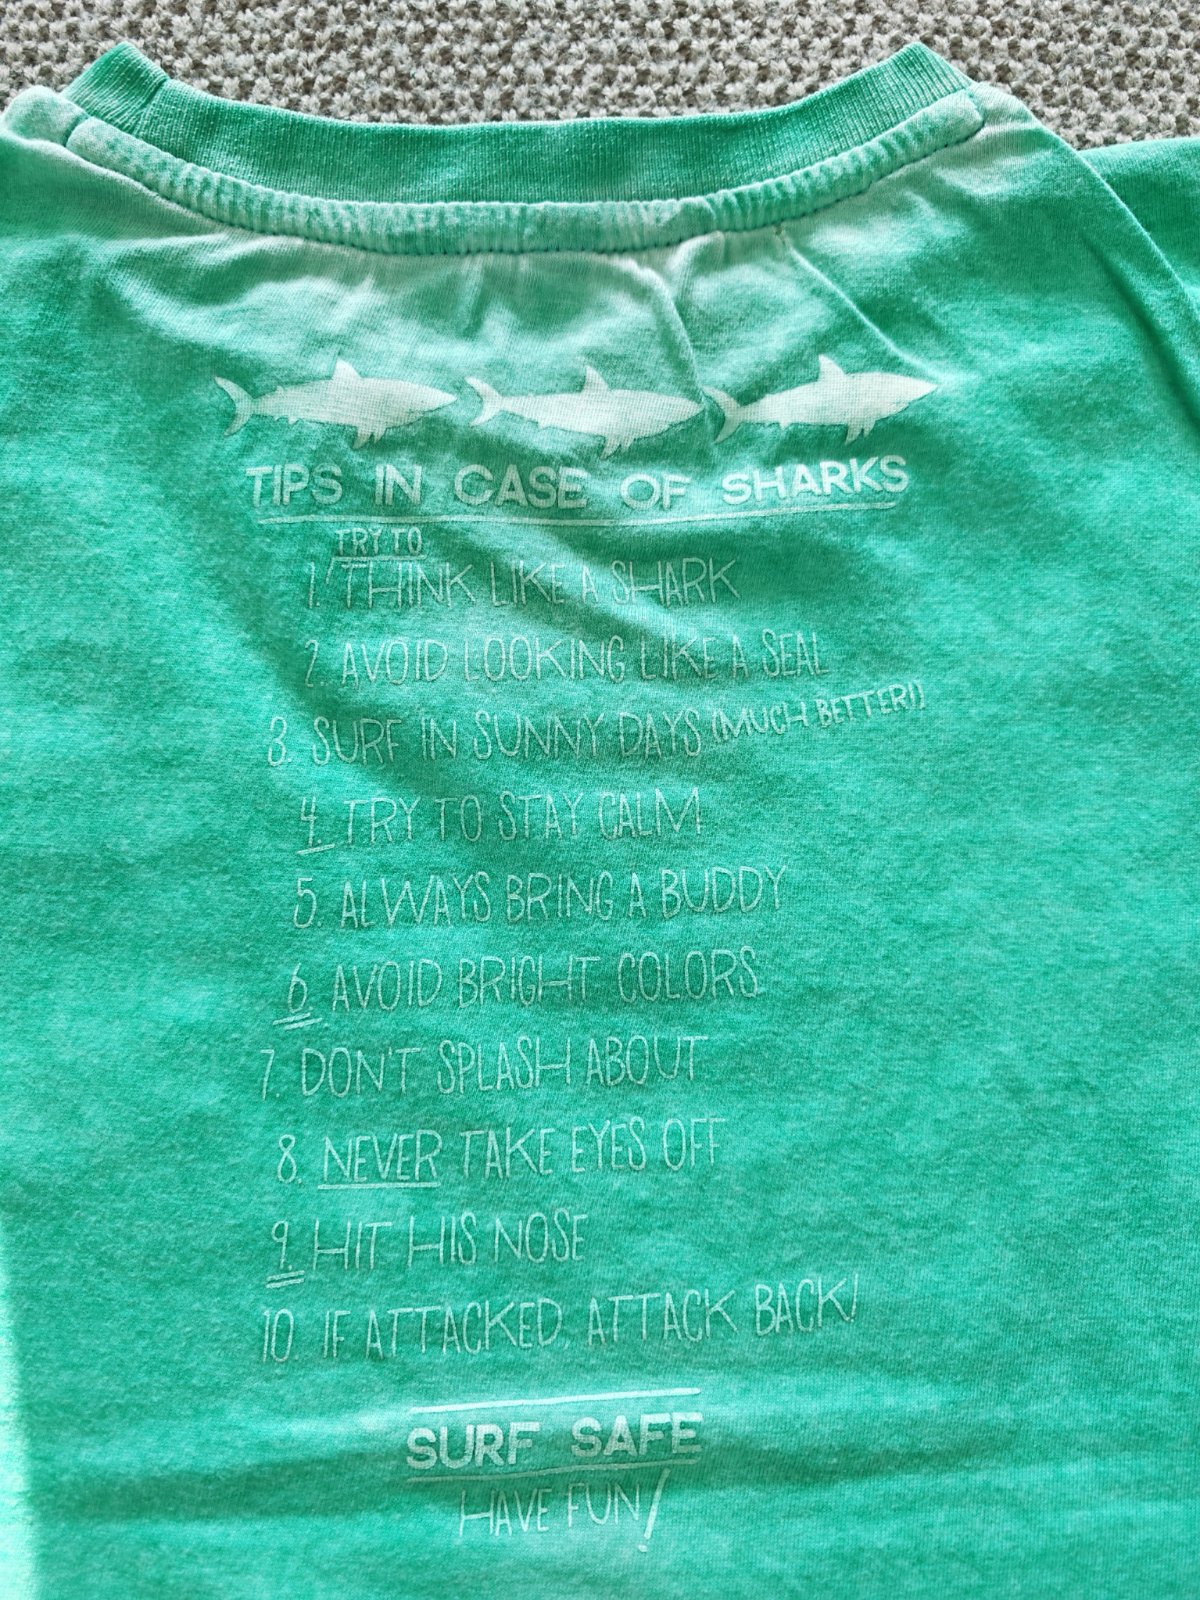 TIPS IN CASE OF SHARKS
TRY TO
1. THINK LIKE A SHARK
2. AVOID LOOKING LIKE A SEAL
3. SURF IN SUNNY DAYS (MUCH BETTER!)
4. TRY TO STAY CALM
5. ALWAYS BRING A BUDDY
6. AVOID BRIGHT COLORS
7. DON'T SPLASH ABOUT
8. NEVER TAKE EYES OFF
9. HIT HIS NOSE
10. IF ATTACKED, ATTACK BACK!
SURF SAFE
HAVE FUN!